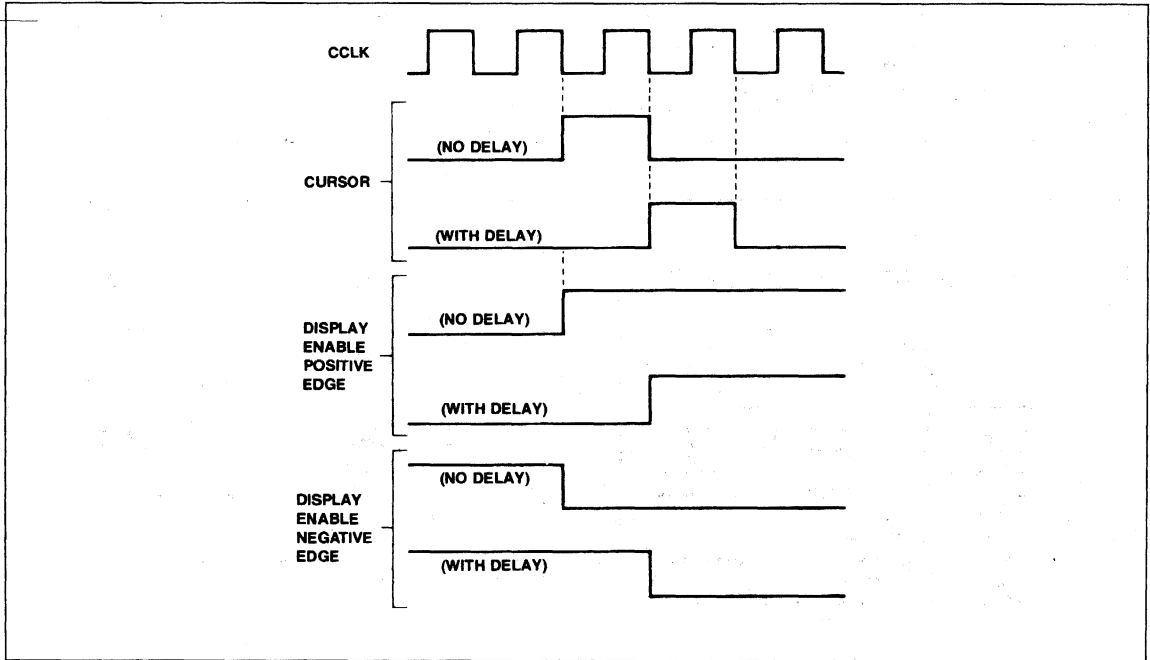 CCLK
(NO DELAY)
CURSOR
(WITH DELAY)
(NO DELAY)
DISPLAY
ENABLE
POSITIVE
EDGE
(WITH DELAY)
(NO DELAY)
DISPLAY
ENABLE
NEGATIVE
EDGE
(WITH DELAY)